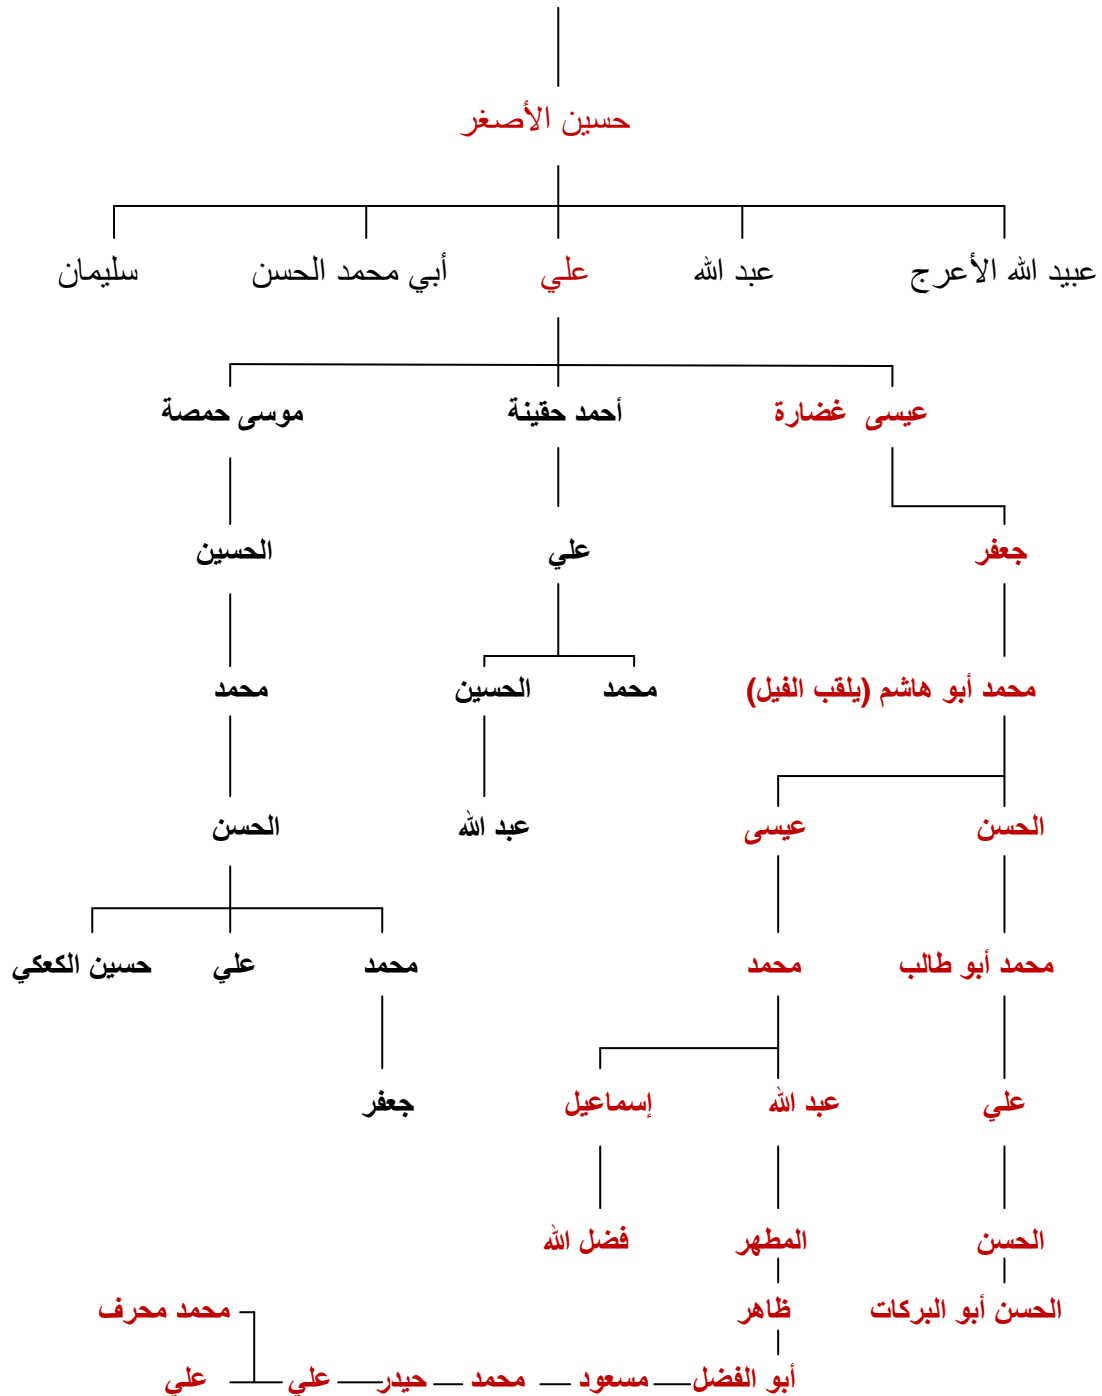 حسين الأصغر
عبيد الله الأعرج عبد الله علي أبي محمد الحسن سليمان
عيسى غضارة أحمد حقينة موسى حمصة
جعفر علي الحسين
محمد أبو هاشم (يلقب الفيل) محمد الحسين محمد
الحسن عيسى عبد الله الحسن
محمد أبو طالب محمد محمد علي حسين الكعكي
علي عبد الله إسماعيل جعفر
الحسن المطهر فضل الله
الحسن أبو البركات ظاهر محمد محرف
أبو الفضل مسعود محمد حيدر علي علي